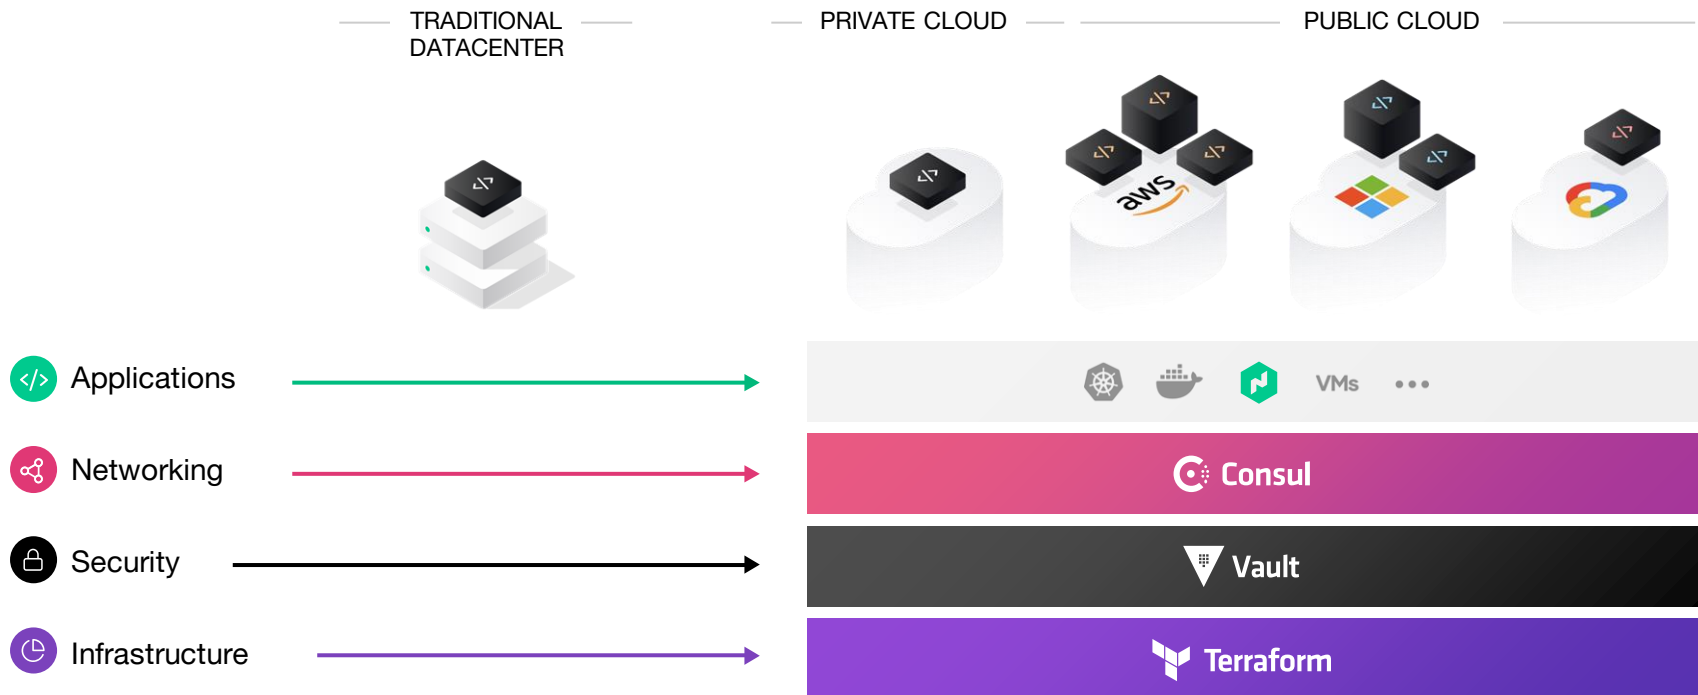 TRADITIONAL
DATACENTER
PRIVATE CLOUD
PUBLIC CLOUD
</>
</>
</>
</>
</>
</>
</>
</>
aws
</>
Applications
VMs
Networking
Consul
Security
Vault
Infrastructure
Terraform